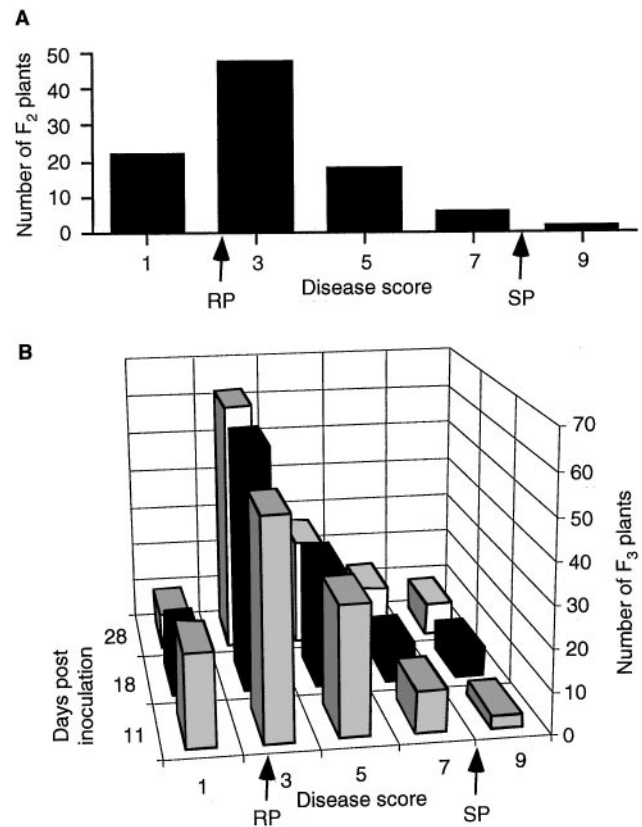 A
Number of F2 plants
50
40
30
20
10
0
1 3 5 7 9
Disease score
RP SP
B
70
60
50
40
30
20
10
0
Number of F3 plants
28
18
11
Days post
inoculation
1 3 5 7 9
Disease score
RP SP